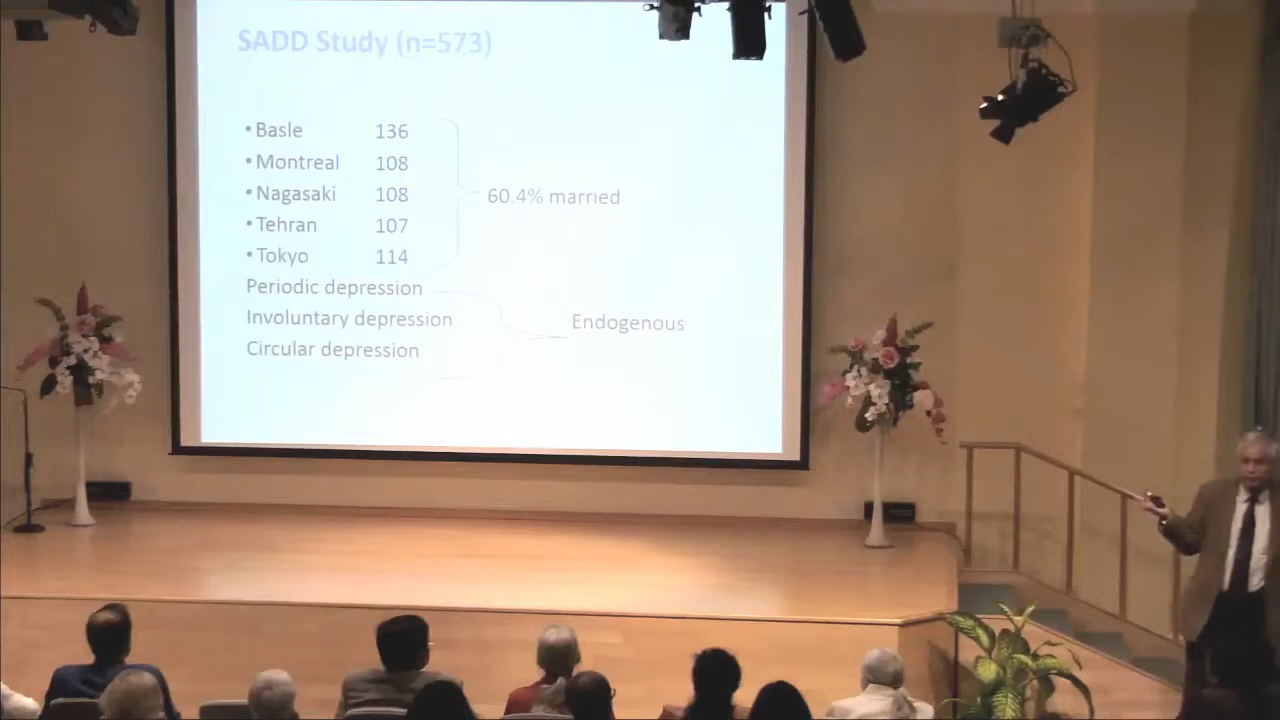 SADD Study (n=573)
• Basle 136
• Montreal 108
• Nagasaki 108
• Tehran 107
• Tokyo 114
60.4% married
Periodic depression
Involuntary depression
Circular depression
Endogenous